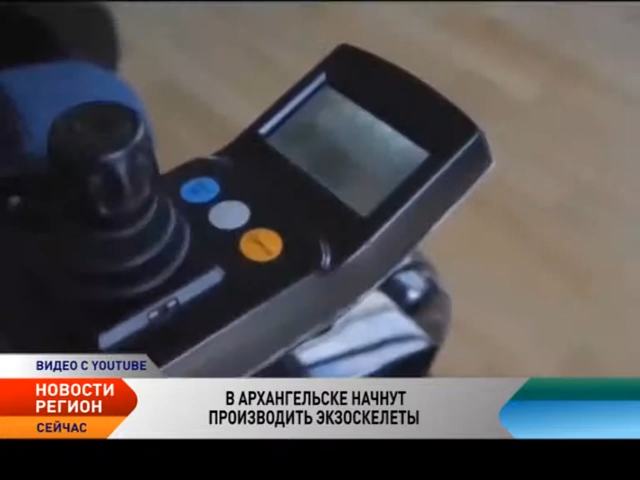 ВИДЕО С YOUTUBE
НОВОСТИ
РЕГИОН
СЕЙЧАС
В АРХАНГЕЛЬСКЕ НАЧНУТ
ПРОИЗВОДИТЬ ЭКЗОСКЕЛЕТЫ